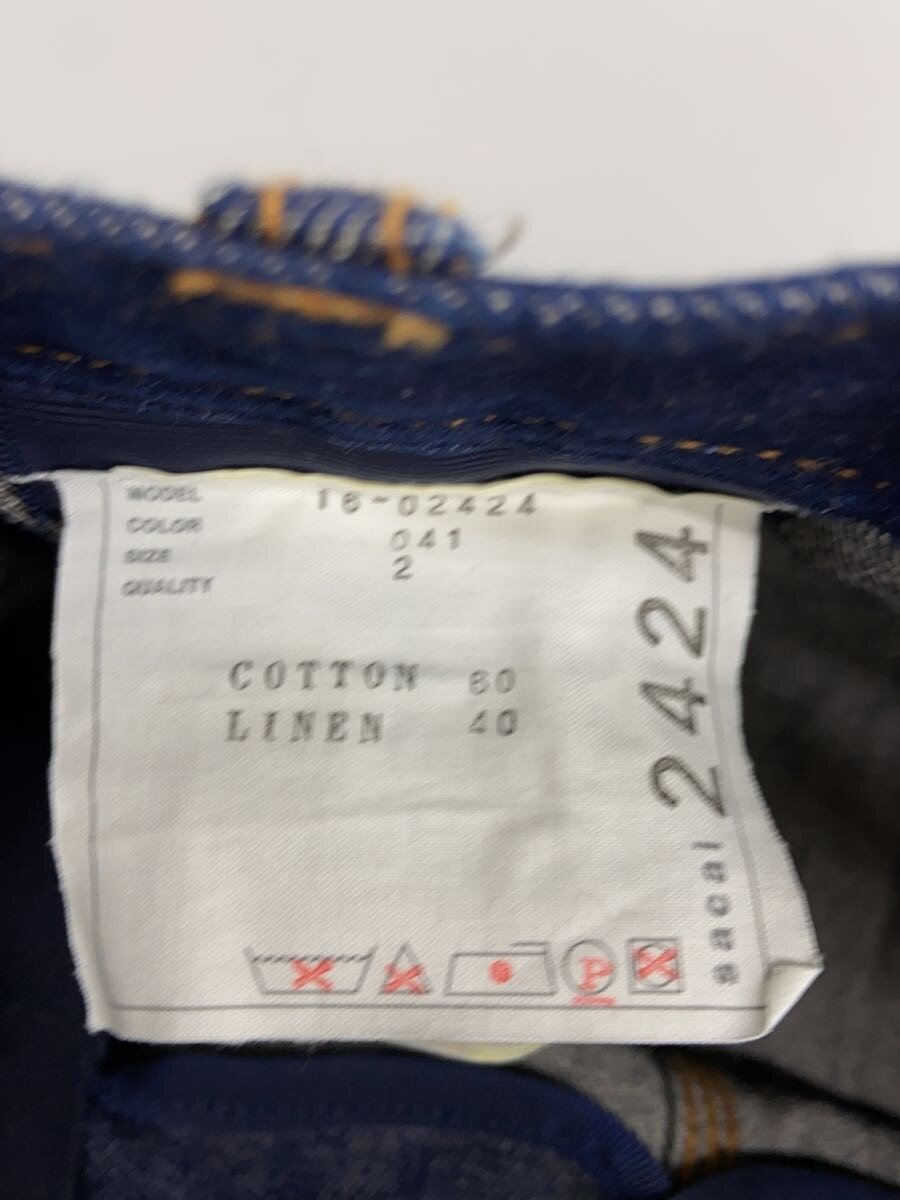 MODEL 16-02424
COLOR 041
SIZE 2
QUALITY
COTTON 60
LINEN 40
sacai 2424
P